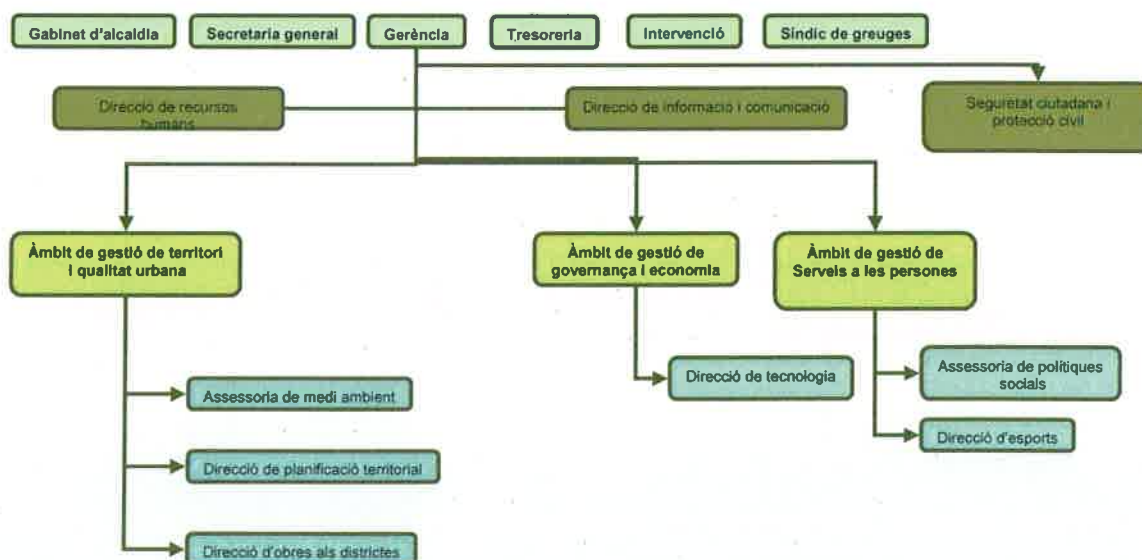 Gabinet d'alcaldia
Secretaria general
Gerència
Tresoreria
Intervenció
Síndic de greuges
Direcció de recursos
humans
Direcció de informació i comunicació
Seguretat ciutadana i
protecció civil
Àmbit de gestió de territori
i qualitat urbana
Àmbit de gestió de
governança i economia
Àmbit de gestió de
Serveis a les persones
Assessoria de medi ambient
Direcció de planificació territorial
Direcció d'obres als districtes
Direcció de tecnologia
Assessoria de polítiques
socials
Direcció d'esports